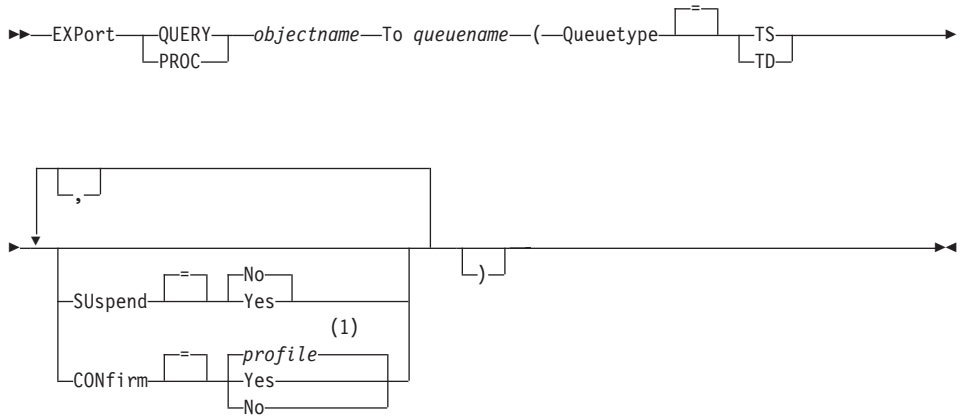 EXPort QUERY objectname To queuename ( Queuetype = TS
PROC TD
,
)
SUspend = No
Yes
(1)
CONfirm = profile
Yes
No